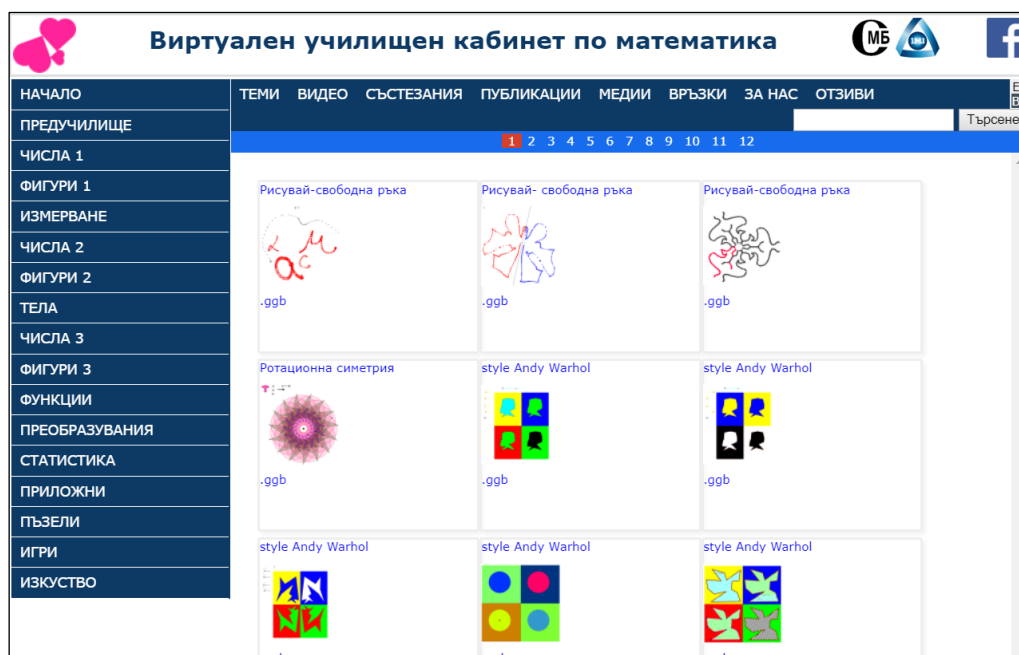 Виртуален училищен кабинет по математика
СМБ
НАЧАЛО
ПРЕДУЧИЛИЩЕ
ЧИСЛА 1
ФИГУРИ 1
ИЗМЕРВАНЕ
ЧИСЛА 2
ФИГУРИ 2
ТЕЛА
ЧИСЛА 3
ФИГУРИ 3
ФУНКЦИИ
ПРЕОБРАЗУВАНИЯ
СТАТИСТИКА
ПРИЛОЖНИ
ПЪЗЕЛИ
ИГРИ
ИЗКУСТВО
ТЕМИ ВИДЕО СЪСТЕЗАНИЯ ПУБЛИКАЦИИ МЕДИИ ВРЪЗКИ ЗА НАС ОТЗИВИ
Търсене
1 2 3 4 5 6 7 8 9 10 11 12
Рисувай-свободна ръка
.ggb
Рисувай- свободна ръка
.ggb
Рисувай-свободна ръка
.ggb
Ротационна симетрия
.ggb
style Andy Warhol
.ggb
style Andy Warhol
.ggb
style Andy Warhol
style Andy Warhol
style Andy Warhol